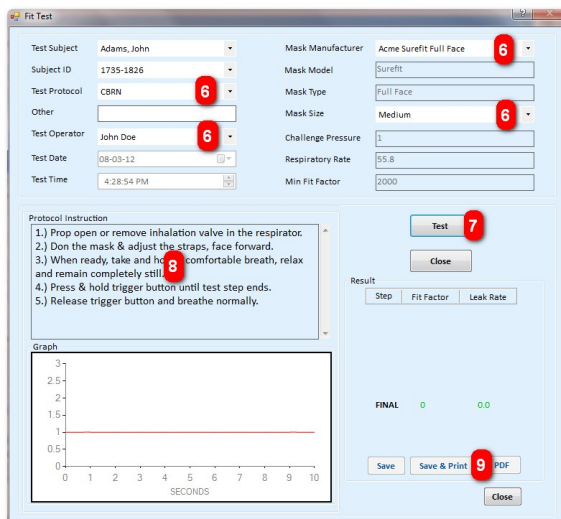 Fit Test
Test Subject Adams, John
Subject ID 1735-1826
Test Protocol CBRN 6
Other
Test Operator John Doe 6
Test Date 08-03-12
Test Time 4:28:54 PM
Mask Manufacturer Acme Surefit Full Face 6
Mask Model Surefit
Mask Type Full Face
Mask Size Medium 6
Challenge Pressure 1
Respiratory Rate 55.8
Min Fit Factor 2000
Protocol Instruction
1.) Prop open or remove inhalation valve in the respirator.
2.) Don the mask & adjust the straps, face forward.
3.) When ready, take and comfortable breath, relax
and remain completely still. 8
4.) Press & hold trigger button until test step ends.
5.) Release trigger button and breathe normally.
Test 7
Close
Result
Step Fit Factor Leak Rate
FINAL 0 0.0
Save Save & Print 9 PDF
Close
Graph
3
2.5
2
1.5
1
0.5
0
0 1 2 3 4 5 6 7 8 9 10
SECONDS